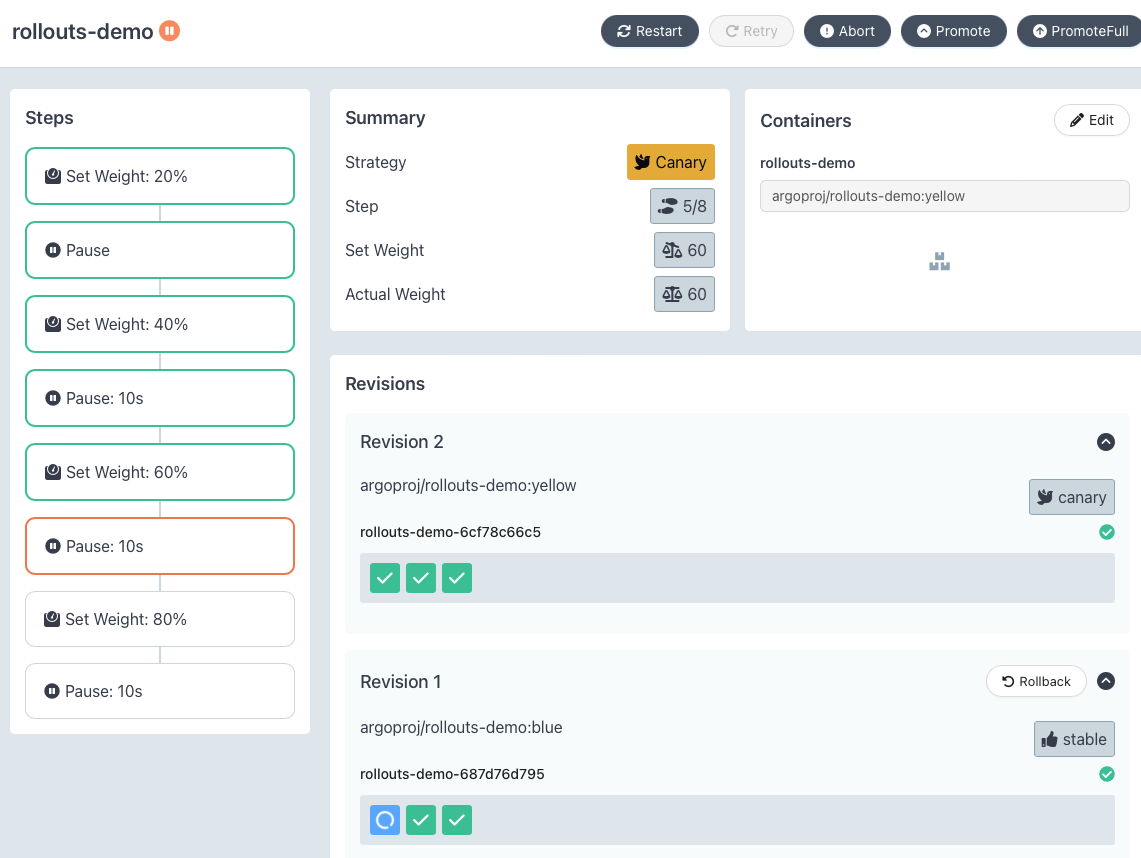 rollouts-demo
Restart
Retry
Abort
Promote
PromoteFull
Steps
Set Weight: 20%
Pause
Set Weight: 40%
Pause: 10s
Set Weight: 60%
Pause: 10s
Set Weight: 80%
Pause: 10s
Summary
Strategy
Canary
Step
5/8
Set Weight
60
Actual Weight
60
Containers
Edit
rollouts-demo
argoproj/rollouts-demo:yellow
Revisions
Revision 2
argoproj/rollouts-demo:yellow
canary
rollouts-demo-6cf78c66c5
Revision 1
Rollback
argoproj/rollouts-demo:blue
stable
rollouts-demo-687d76d795